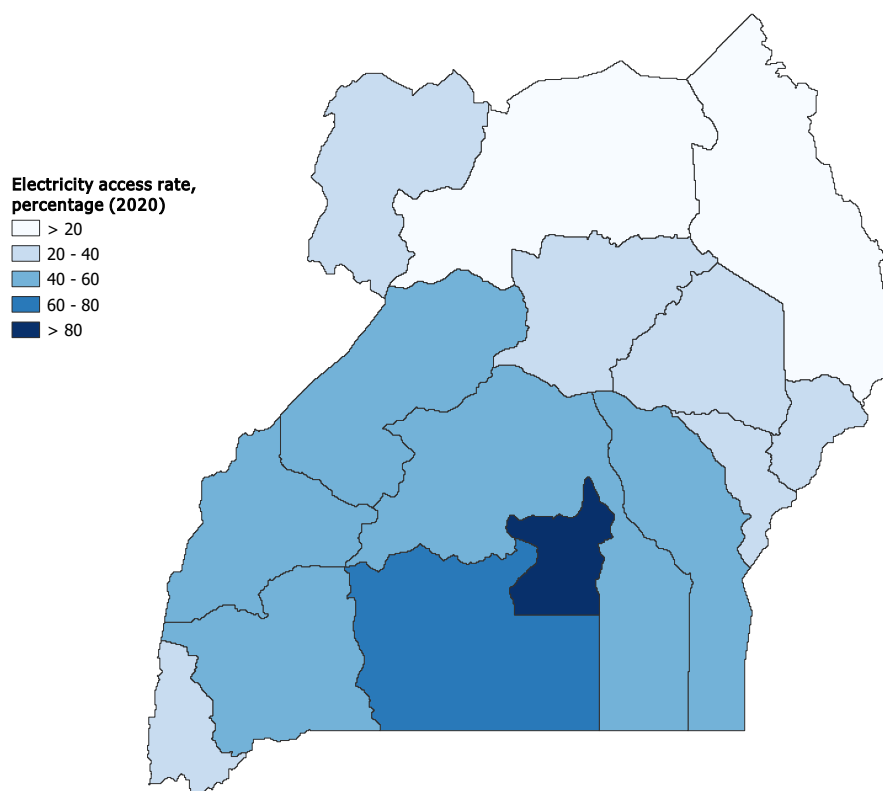 Electricity access rate,
percentage (2020)
> 20
20 - 40
40 - 60
60 - 80
> 80